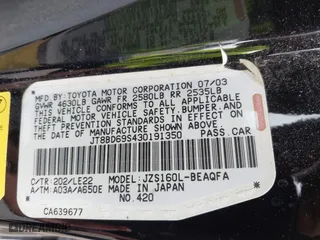 MFD.BY:TOYOTA MOTOR CORPORATION 07/03
GVWR 4630LB GAWR FR 2580LB RR 2535LB
THIS VEHICLE CONFORMS TO ALL APPLICABLE
FEDERAL MOTOR VEHICLE SAFETY, BUMPER, AND
THEFT PREVENTION STANDARDS IN EFFECT ON
THE DATE OF MANUFACTURE SHOWN ABOVE.
JT8BD69S430191350 PASS.CAR
C/TR:202/LE22 MODEL:JZS160L-BEAQFA
A/TM:A03A/A650E MADE IN JAPAN
NO.420
CA639677